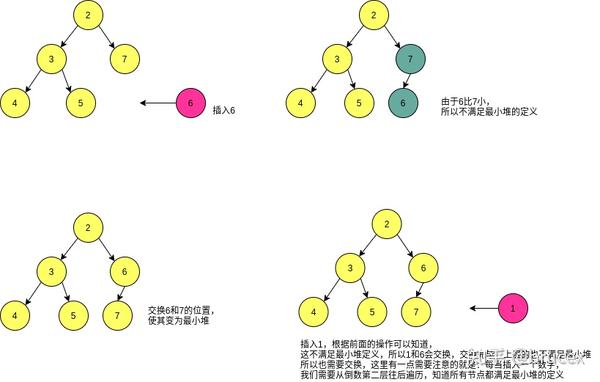 2
3 7
4 5 6 插入6
2
3 7
4 5 6
由于6比7小，
所以不满足最小堆的定义
2
3 6
4 5 7
交换6和7的位置，
使其变为最小堆
2
3 6
4 5 7 1
插入1，根据前面的操作可以知道，
这不满足最小堆定义，所以1和6会交换，交换 的也不满足最小堆
所以也需要交换，这里有一点需要注意的就是：每当插入一个数字，
我们需要从倒数第二层往后遍历，知道所有节点都满足最小堆的定义
知乎